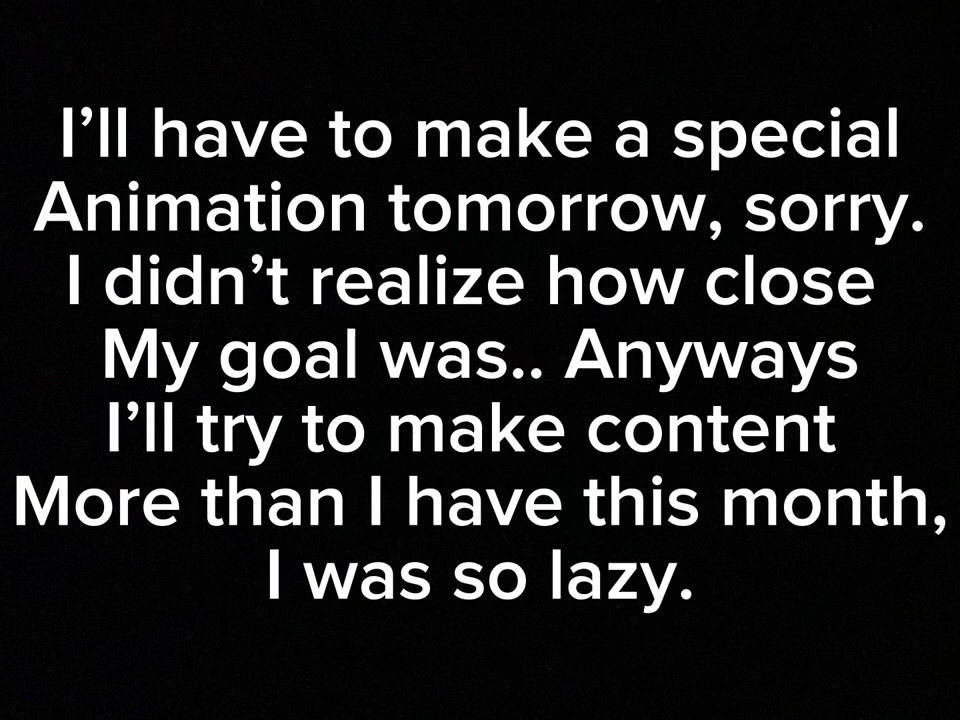 I’ll have to make a special
Animation tomorrow, sorry.
I didn’t realize how close
My goal was.. Anyways
I’ll try to make content
More than I have this month,
I was so lazy.